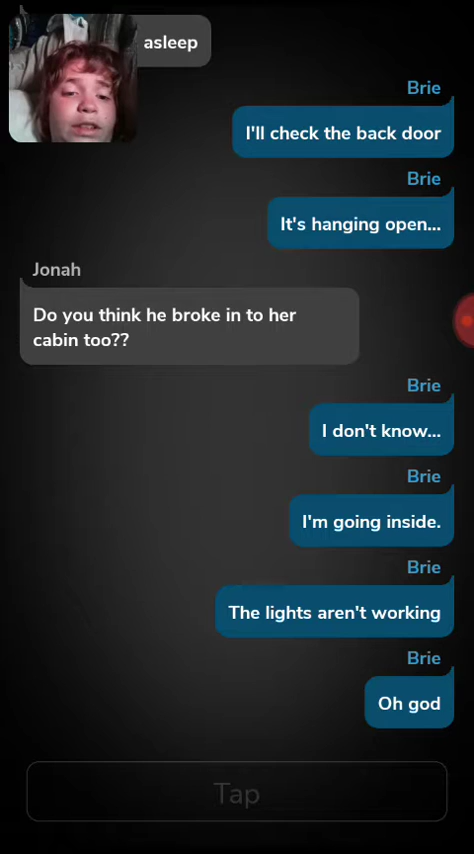 asleep
Brie
I'll check the back door
Brie
It's hanging open...
Jonah
Do you think he broke in to her
cabin too??
Brie
I don't know...
Brie
I'm going inside.
Brie
The lights aren't working
Brie
Oh god
Tap